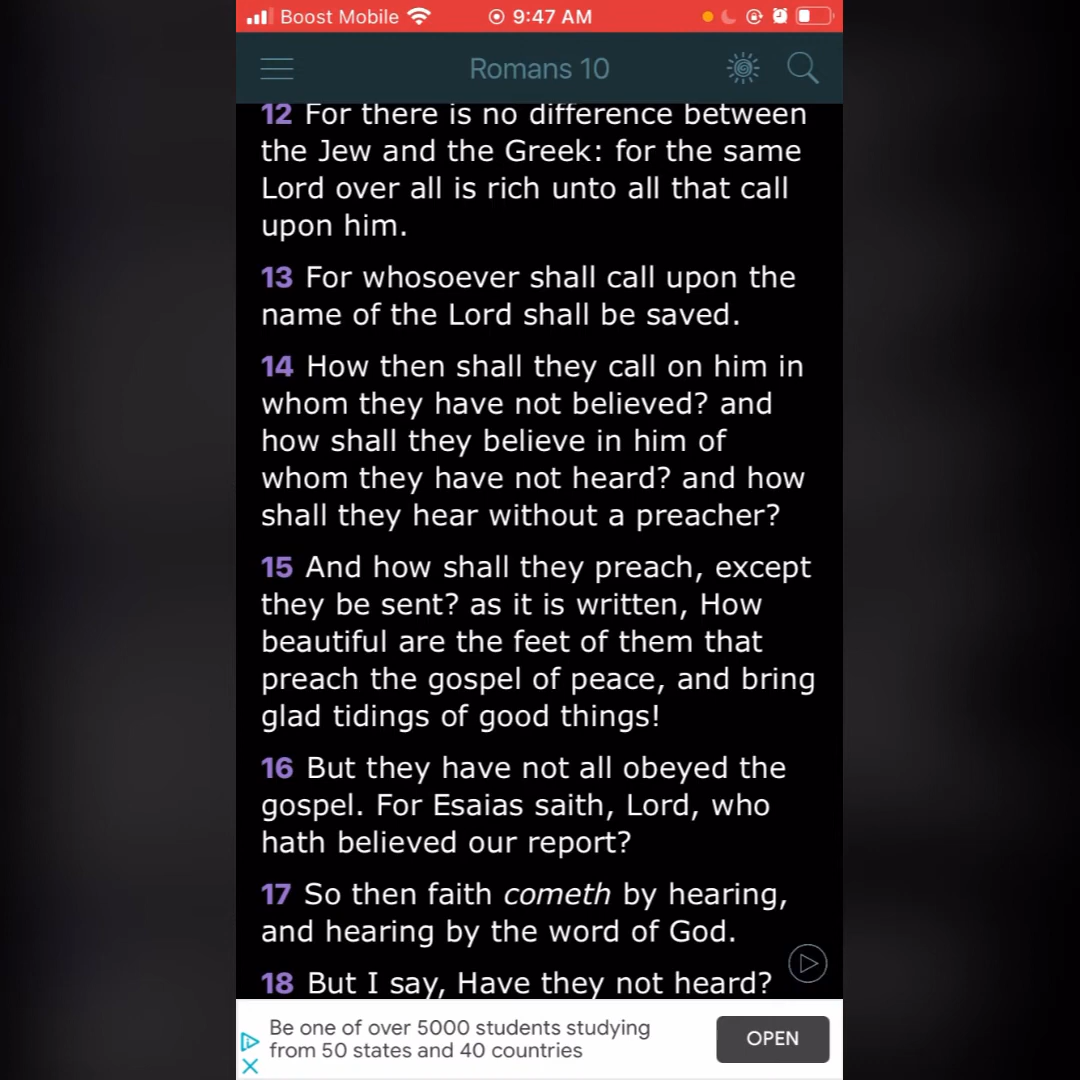 Boost Mobile 9:47 AM
Romans 10
12 For there is no difference between
the Jew and the Greek: for the same
Lord over all is rich unto all that call
upon him.
13 For whosoever shall call upon the
name of the Lord shall be saved.
14 How then shall they call on him in
whom they have not believed? and
how shall they believe in him of
whom they have not heard? and how
shall they hear without a preacher?
15 And how shall they preach, except
they be sent? as it is written, How
beautiful are the feet of them that
preach the gospel of peace, and bring
glad tidings of good things!
16 But they have not all obeyed the
gospel. For Esaias saith, Lord, who
hath believed our report?
17 So then faith cometh by hearing,
and hearing by the word of God.
18 But I say, Have they not heard?
Be one of over 5000 students studying
from 50 states and 40 countries
OPEN